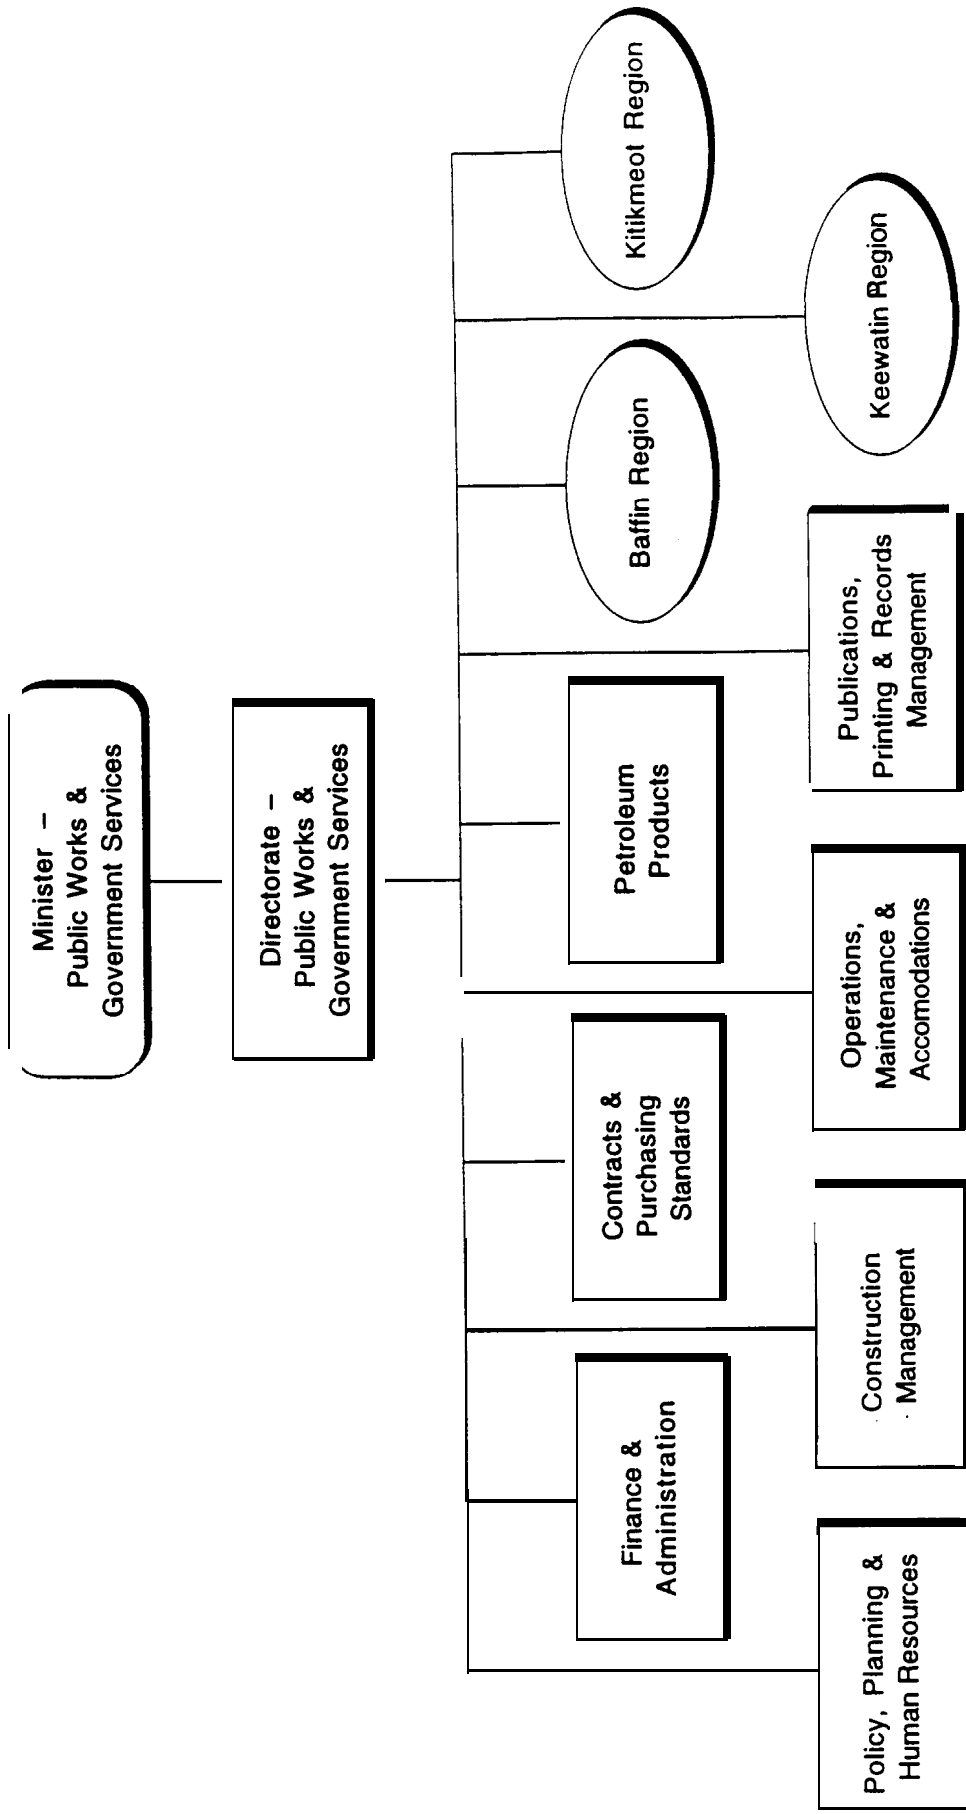 Minister –
Public Works &
Government Services
Directorate –
Public Works &
Government Services
Finance &
Administration
Contracts &
Purchasing
Standards
Petroleum
Products
Baffin Region
Kitikmeot Region
Policy, Planning &
Human Resources
Construction
Management
Operations,
Maintenance &
Accomodations
Publications,
Printing & Records
Management
Keewatin Region